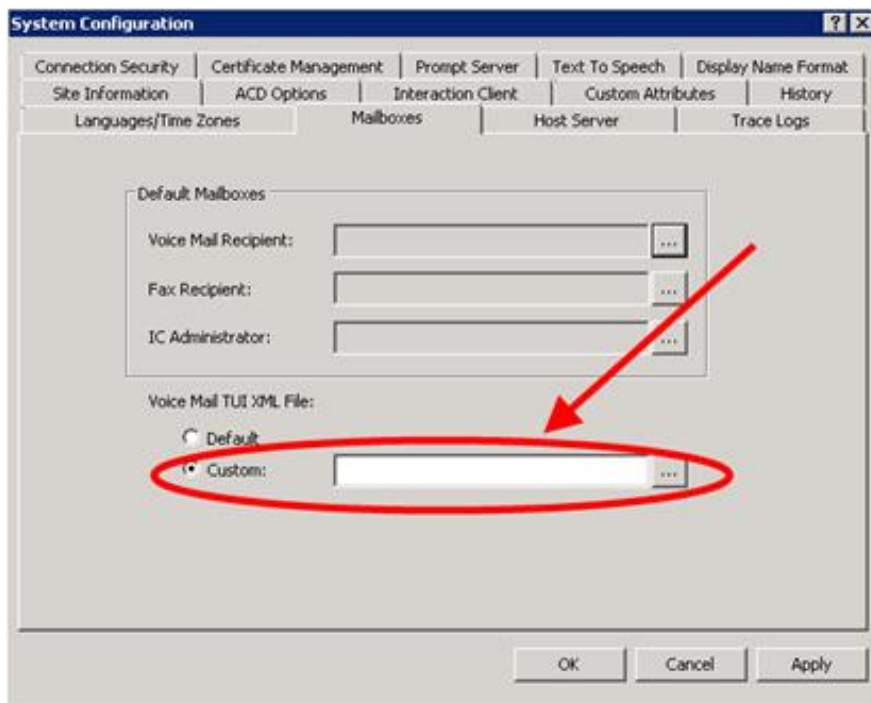 System Configuration
Connection Security Certificate Management Prompt Server Text To Speech Display Name Format
Site Information ACD Options Interaction Client Custom Attributes History
Languages/Time Zones Mailboxes Host Server Trace Logs
Default Mailboxes
Voice Mail Recipient: ...
Fax Recipient: ...
IC Administrator: ...
Voice Mail TUI XML File:
Default
Custom: ...
OK Cancel Apply